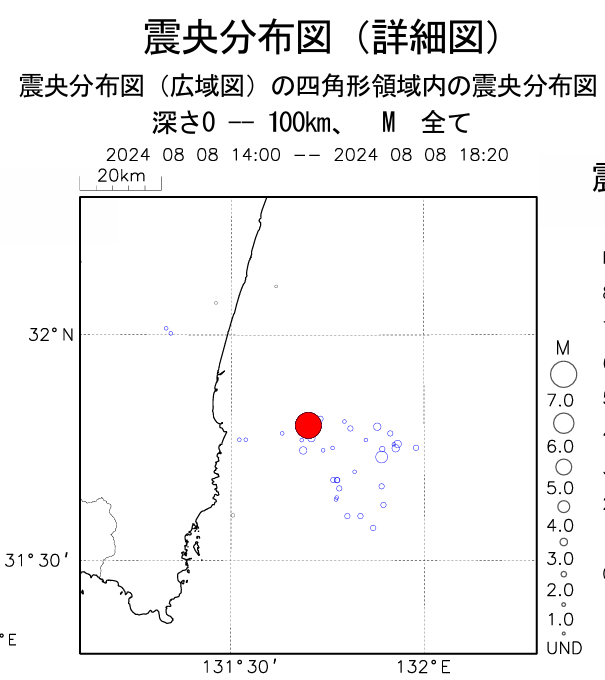 震央分布図（詳細図）
震央分布図（広域図）の四角形領域内の震央分布図
深さ0 -- 100km、 M 全て
2024 08 08 14:00 -- 2024 08 08 18:20
20km
32°N
31°30′
131°30′
132°E
°E
M
7.0
6.0
5.0
4.0
3.0
2.0
1.0
UND